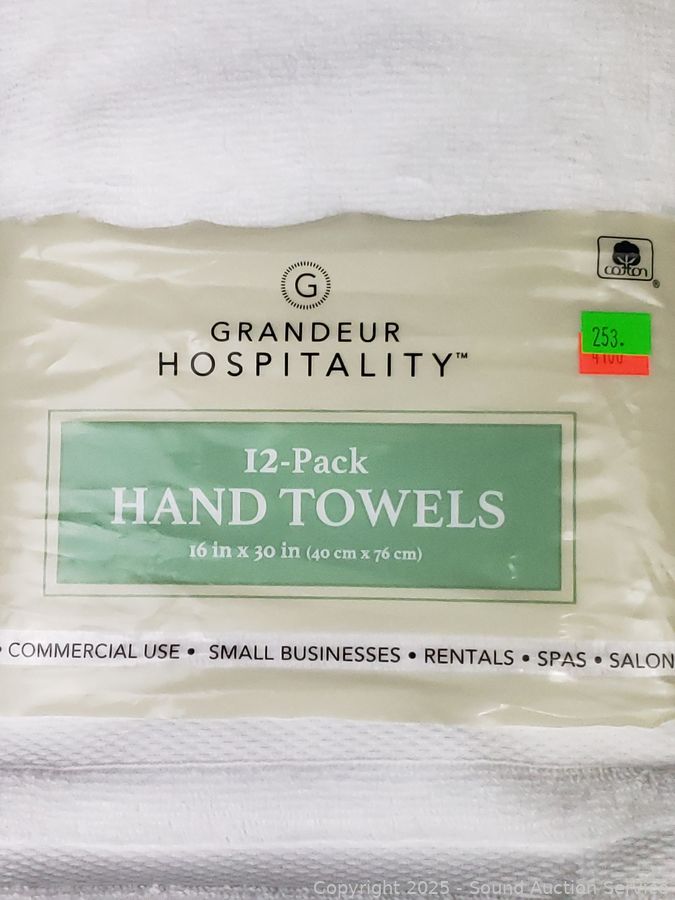 cotton
®
G
253.
GRANDEUR
HOSPITALITY™
12-Pack
HAND TOWELS
16 in x 30 in (40 cm x 76 cm)
• COMMERCIAL USE • SMALL BUSINESSES • RENTALS • SPAS • SALON
Copyright 2025 - Sound Auction Service